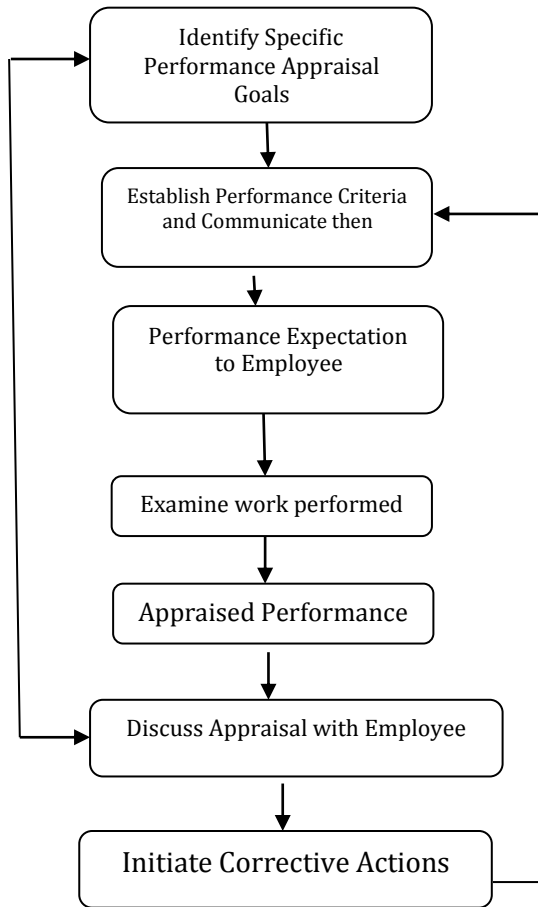 Identify Specific
Performance Appraisal
Goals
Establish Performance Criteria
and Communicate then
Performance Expectation
to Employee
Examine work performed
Appraised Performance
Discuss Appraisal with Employee
Initiate Corrective Actions